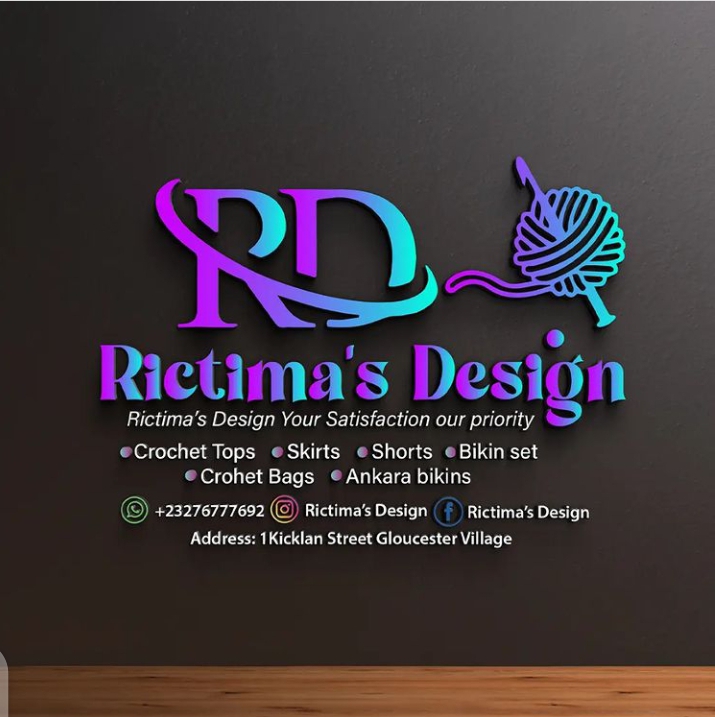 RD
Rictima's Design
Rictima's Design Your Satisfaction our priority
•Crochet Tops •Skirts •Shorts •Bikin set
•Crohet Bags •Ankara bikins
+23276777692 Rictima's Design Rictima's Design
Address: 1Kicklan Street Gloucester Village